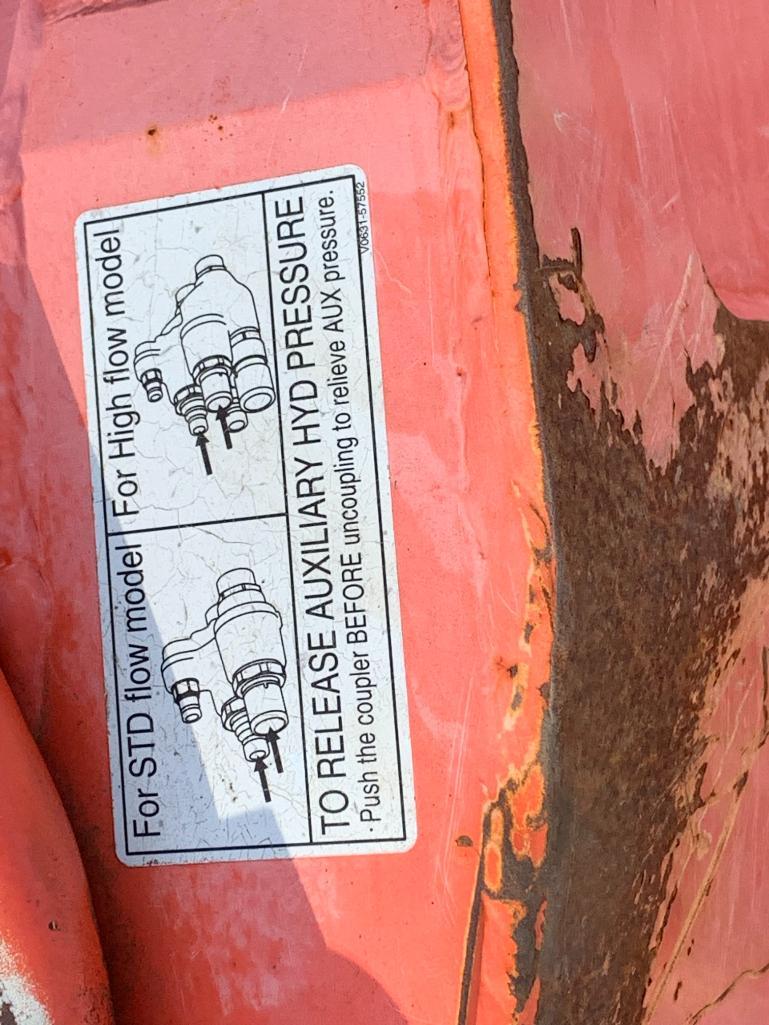 For STD flow model
For High flow model
TO RELEASE AUXILIARY HYD PRESSURE
· Push the coupler BEFORE uncoupling to relieve AUX pressure.
V0631-57552